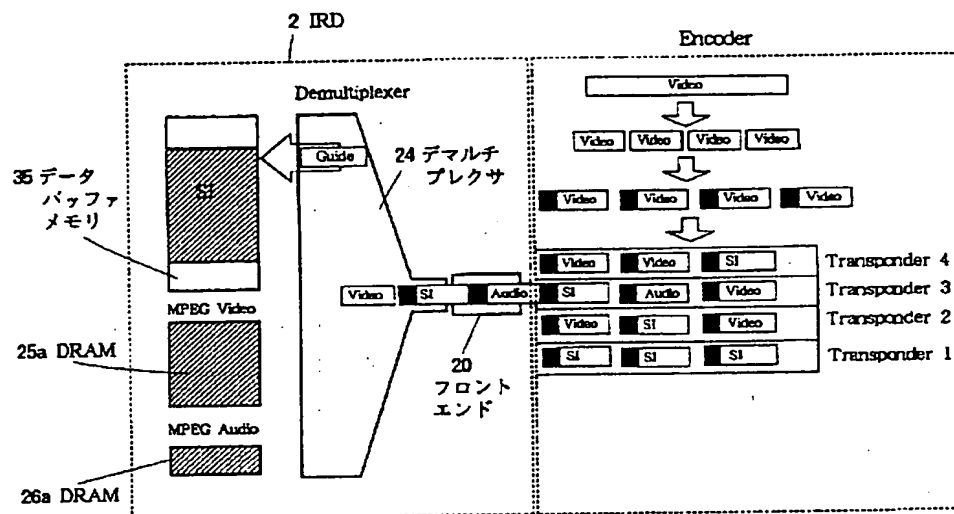 2 IRD
Encoder
Demultiplexer
Video
Video Video Video Video
Video Video Video Video
Guide
24 デマルチ
プレクサ
35 データ
バッファ
メモリ
SI
Video Video SI Transponder 4
Video SI Audio SI Audio Video Transponder 3
Video SI Video Transponder 2
SI SI SI Transponder 1
MPEG Video
25a DRAM
20
フロント
エンド
MPEG Audio
26a DRAM